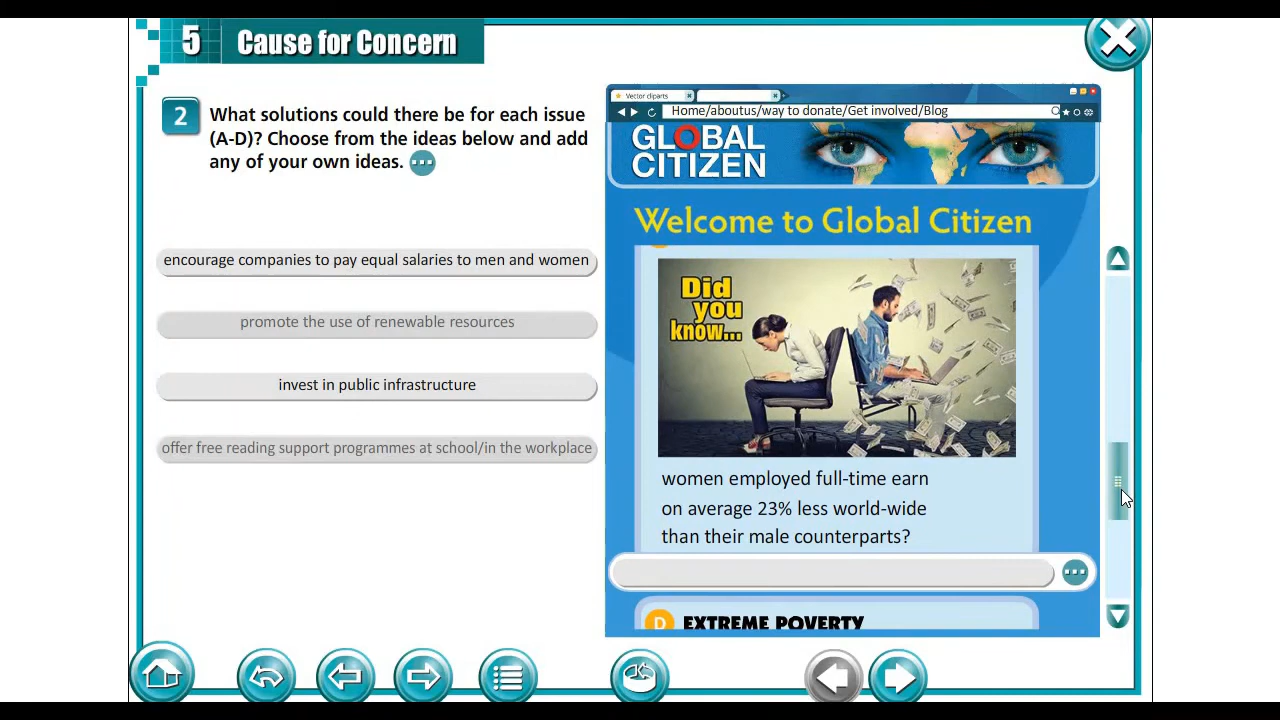 5 Cause for Concern
2 What solutions could there be for each issue
(A-D)? Choose from the ideas below and add
any of your own ideas.
encourage companies to pay equal salaries to men and women
promote the use of renewable resources
invest in public infrastructure
offer free reading support programmes at school/in the workplace
Vector cliparts
Home/aboutus/way to donate/Get involved/Blog
GLOBAL
CITIZEN
Welcome to Global Citizen
Did
you
know...
women employed full-time earn
on average 23% less world-wide
than their male counterparts?
D EXTREME POVERTY